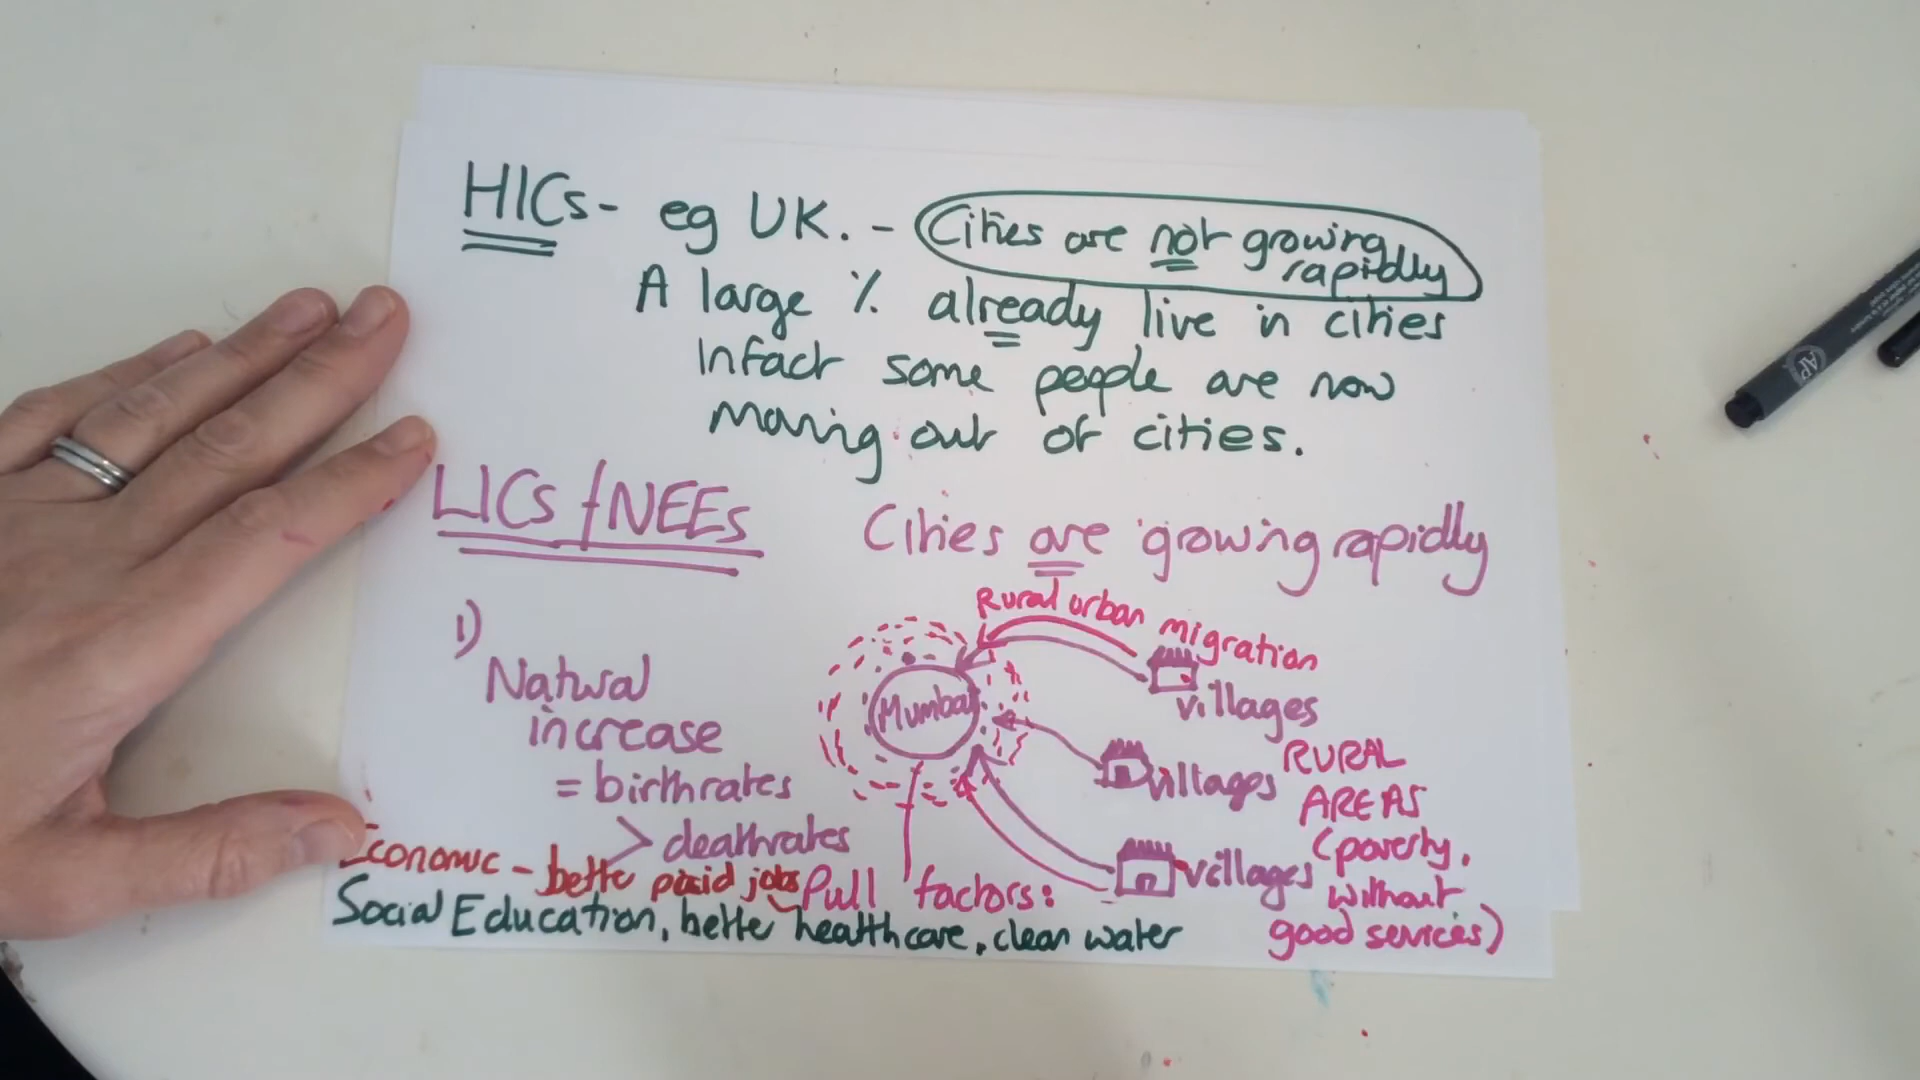 HICs - eg UK. - Cities are not growing rapidly
A large % already live in cities
Infact some people are now
moving out of cities.
LICs / NEEs Cities are growing rapidly
1)
Natural
increase
= birthrates
> deathrates
Rural urban migration
Mumbai
villages
villages
villages
RURAL
AREAS
(poverty,
without
good services)
Pull factors:
Economic - better paid jobs
Social Education, better healthcare, clean water
AP